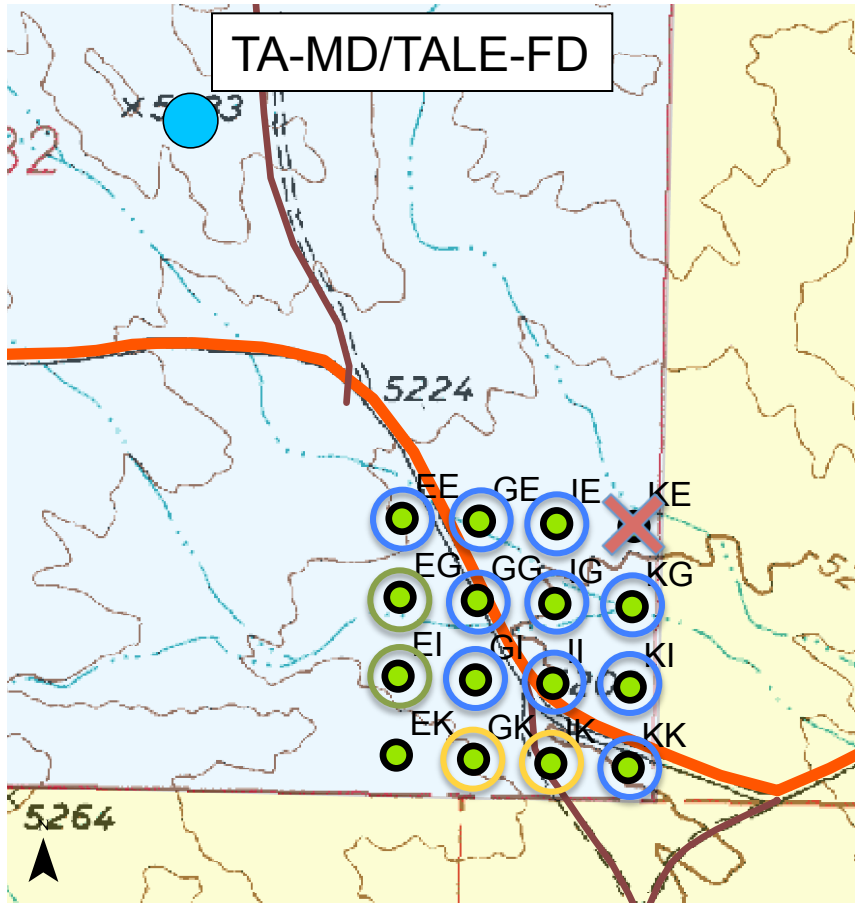 TA-MD/TALE-FD
32
5224
EE GE IE KE
EG GG IG KG
EI GI II KI
EK GK IK KK
5264
N